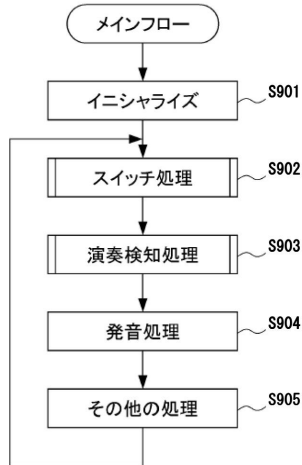 メインフロー
イニシャライズ
S901
スイッチ処理
S902
演奏検知処理
S903
発音処理
S904
その他の処理
S905